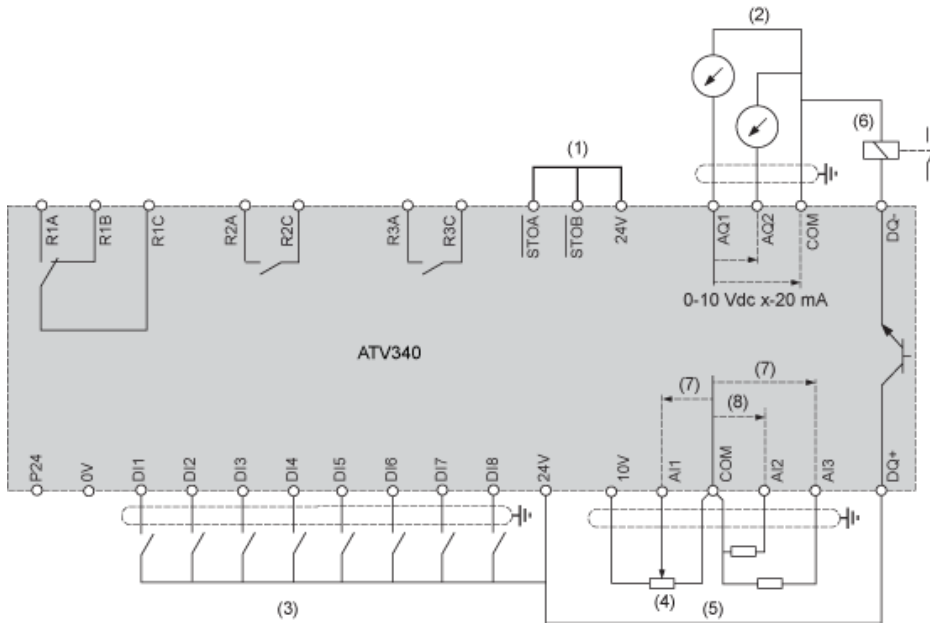 (2)
(6)
(1)
R1A
R1B
R1C
R2A
R2C
R3A
R3C
STOA
STOB
24V
AQ1
AQ2
COM
DQ-
0-10 Vdc x-20 mA
ATV340
(7)
(7)
(8)
P24
0V
DI1
DI2
DI3
DI4
DI5
DI6
DI7
DI8
24V
10V
AI1
COM
AI2
AI3
DQ+
(3)
(4)
(5)